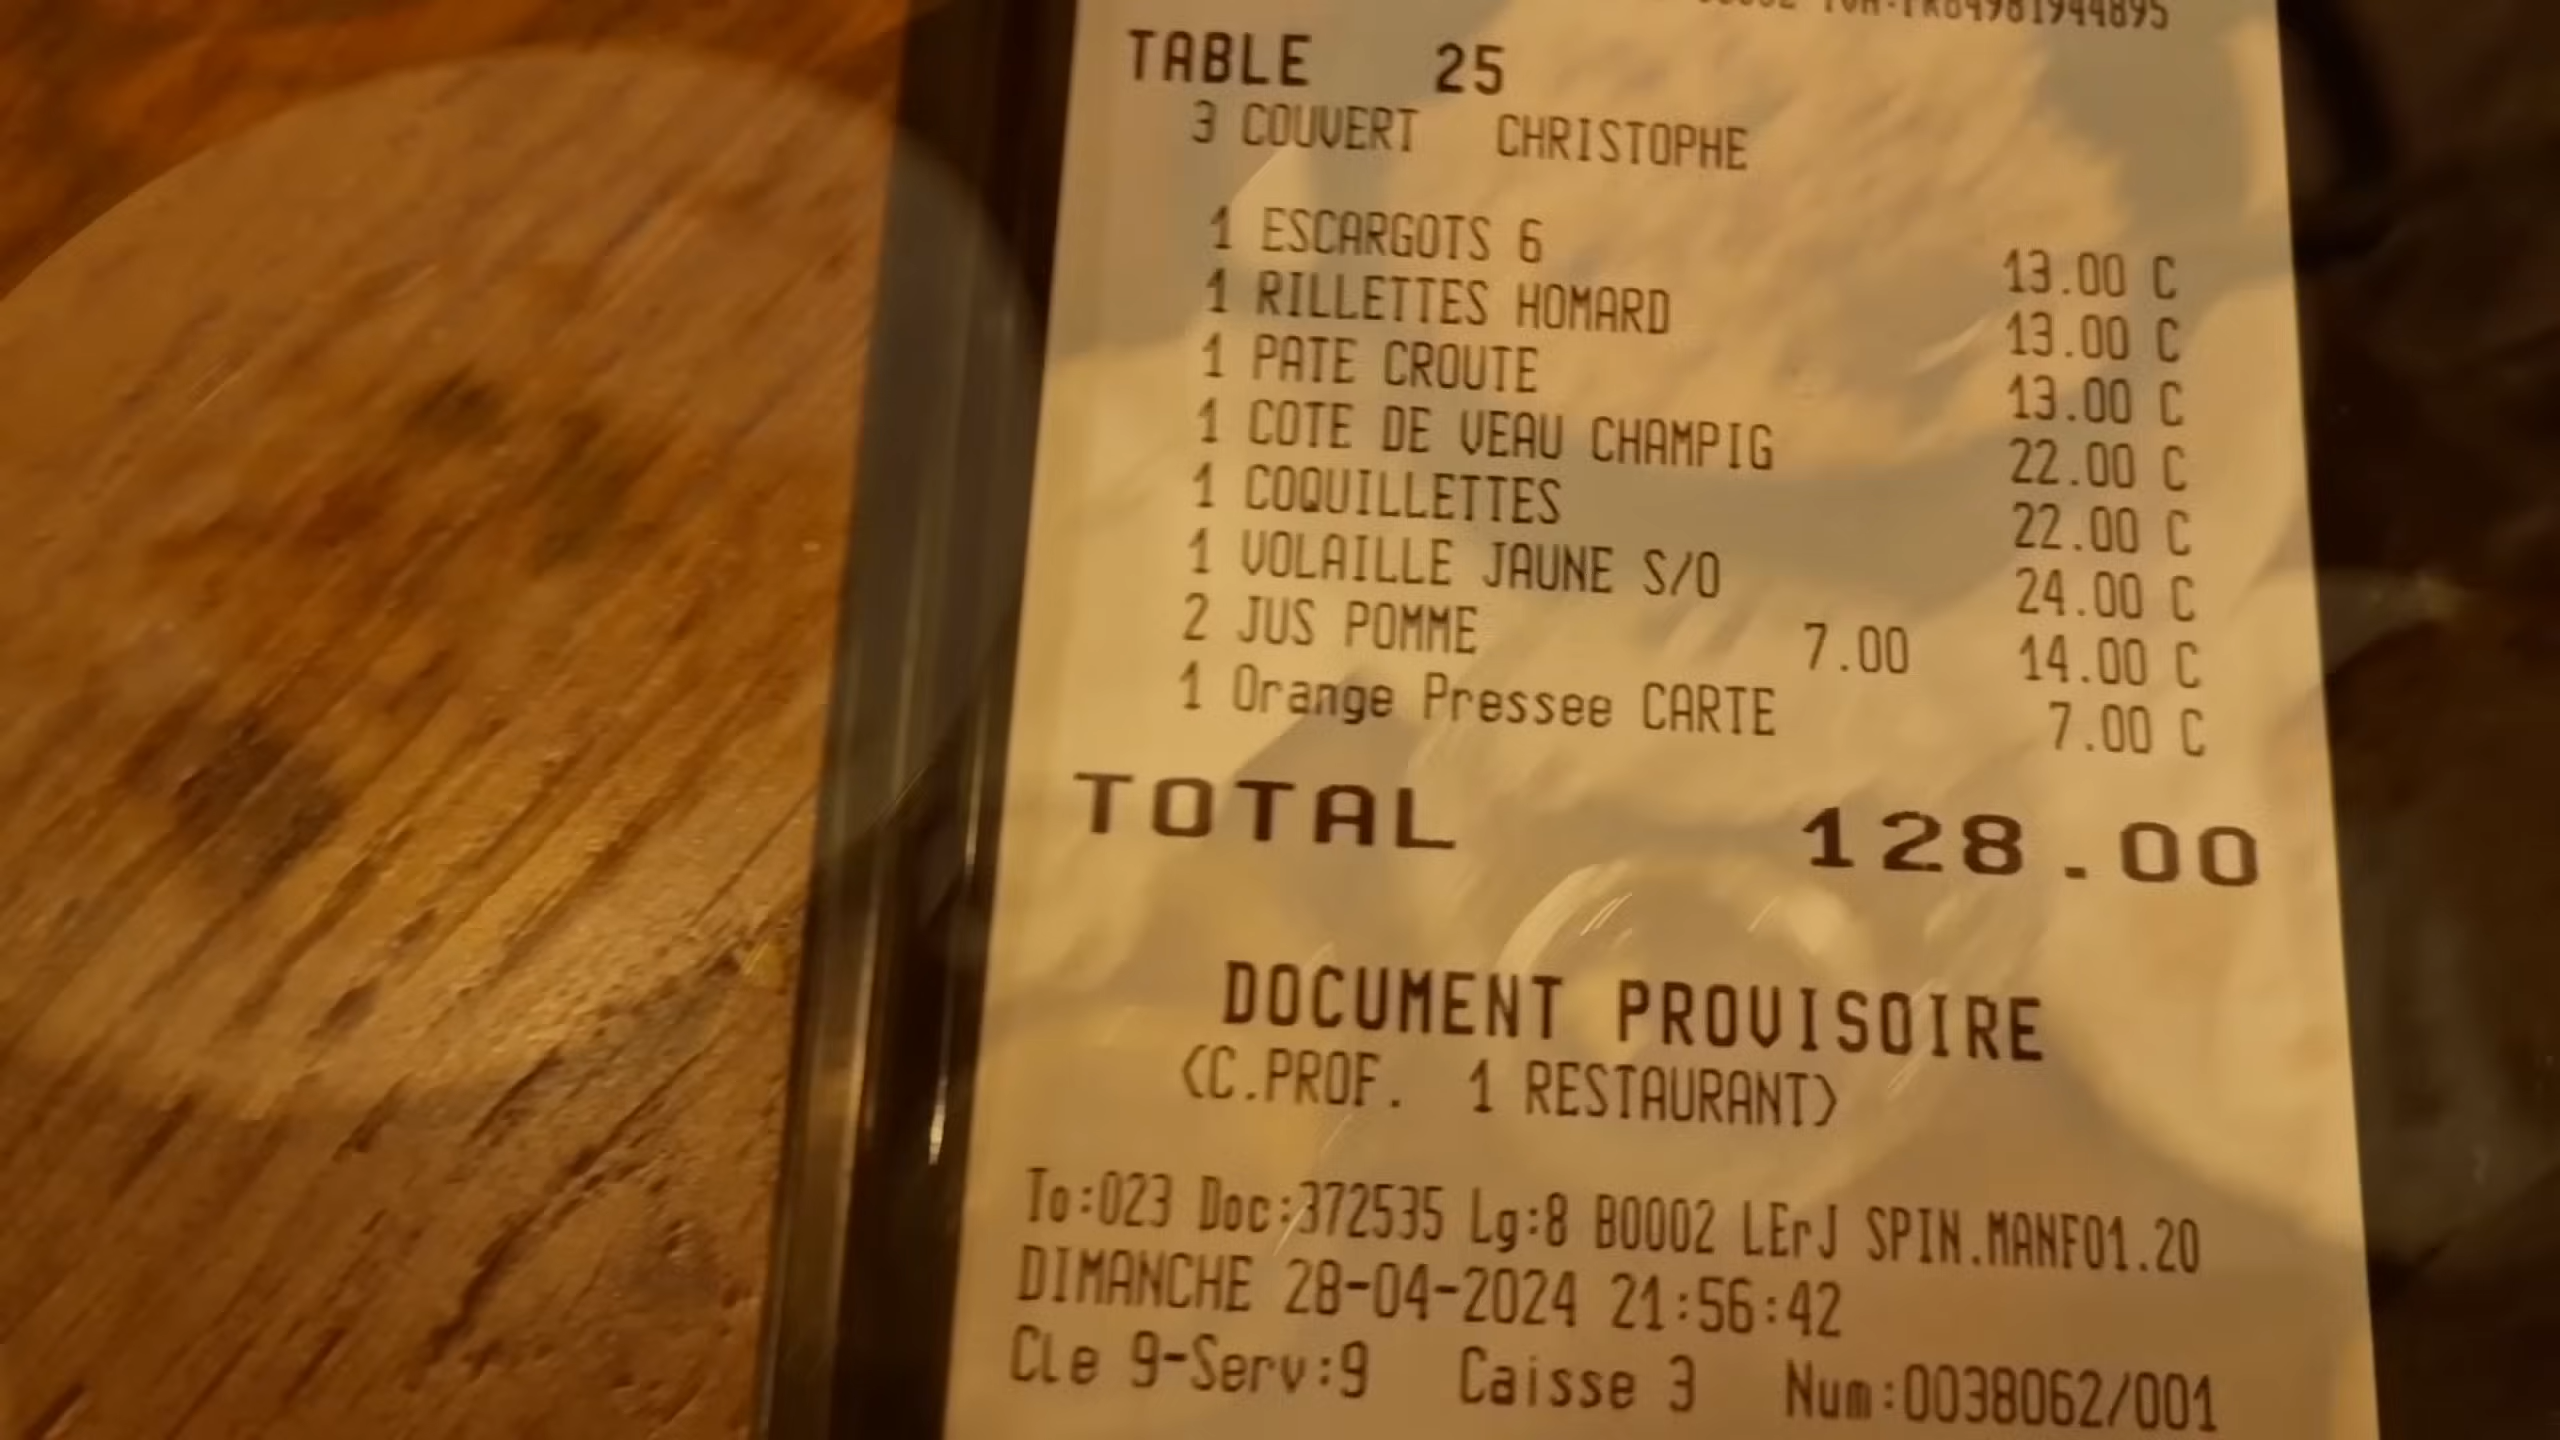 TVA:FR64981944895
TABLE 25
3 COUVERT CHRISTOPHE
1 ESCARGOTS 6 13.00 C
1 RILLETTES HOMARD 13.00 C
1 PATE CROUTE 13.00 C
1 COTE DE VEAU CHAMPIG 22.00 C
1 COQUILLETTES 22.00 C
1 VOLAILLE JAUNE S/O 24.00 C
2 JUS POMME 7.00 14.00 C
1 Orange Pressee CARTE 7.00 C
TOTAL 128.00
DOCUMENT PROVISOIRE
<C.PROF. 1 RESTAURANT>
To:023 Doc:372535 Lg:8 B0002 LErJ SPIN.MANF01.20
DIMANCHE 28-04-2024 21:56:42
Cle 9-Serv:9 Caisse 3 Num:0038062/001